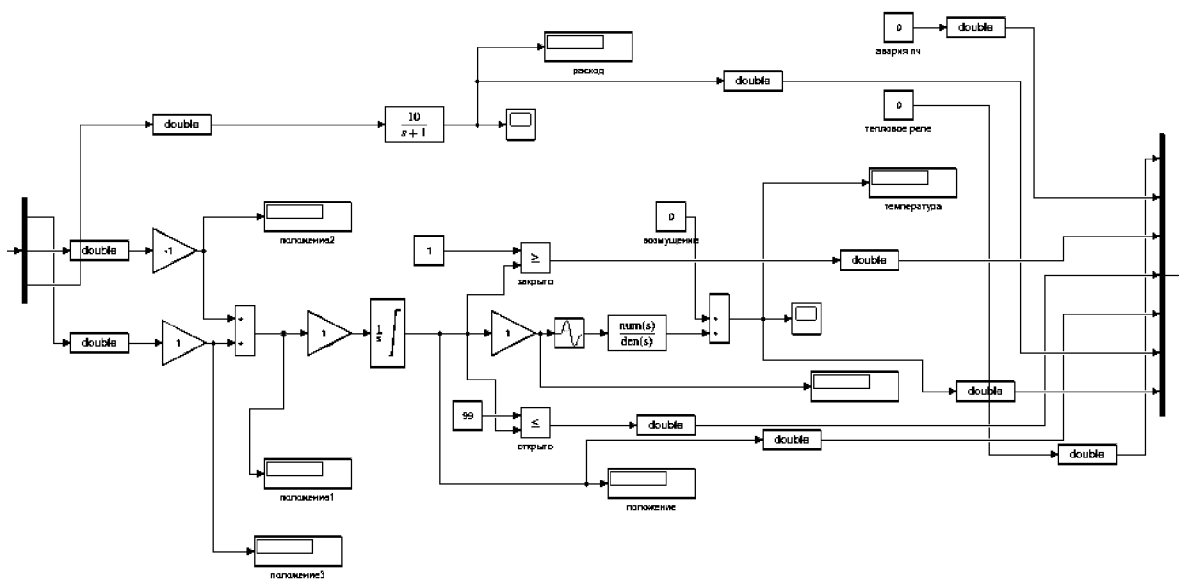 0
double
авария пч
расход
double
0
тепловое реле
double
10
s + 1
температура
0
возмущение
положение2
double
-1
1
≥
закрыто
double
double
1
1
1
s
1
num(s)
den(s)
double
99
≤
открыто
double
double
double
положение1
положение
положение3